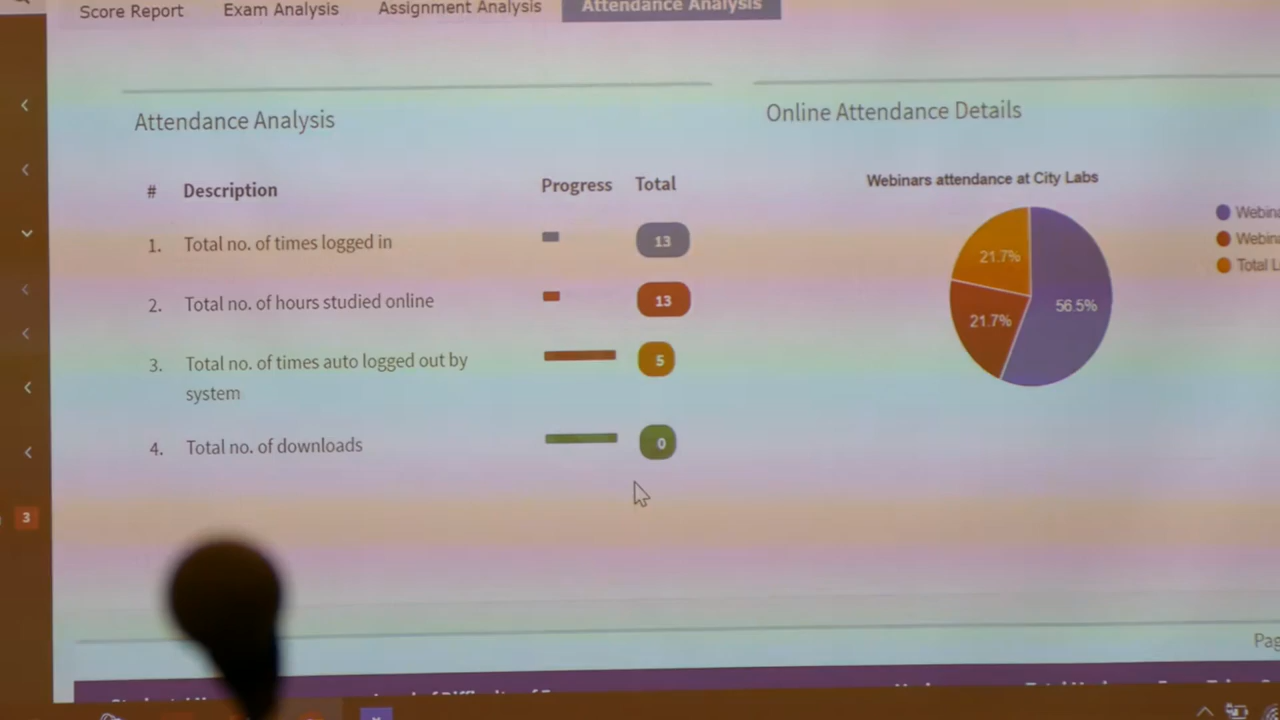 Score Report Exam Analysis Assignment Analysis Attendance Analysis
Attendance Analysis
# Description Progress Total
1. Total no. of times logged in 13
2. Total no. of hours studied online 13
3. Total no. of times auto logged out by
system 5
4. Total no. of downloads 0
Online Attendance Details
Webinars attendance at City Labs
21.7%
56.5%
21.7%
Total L
3